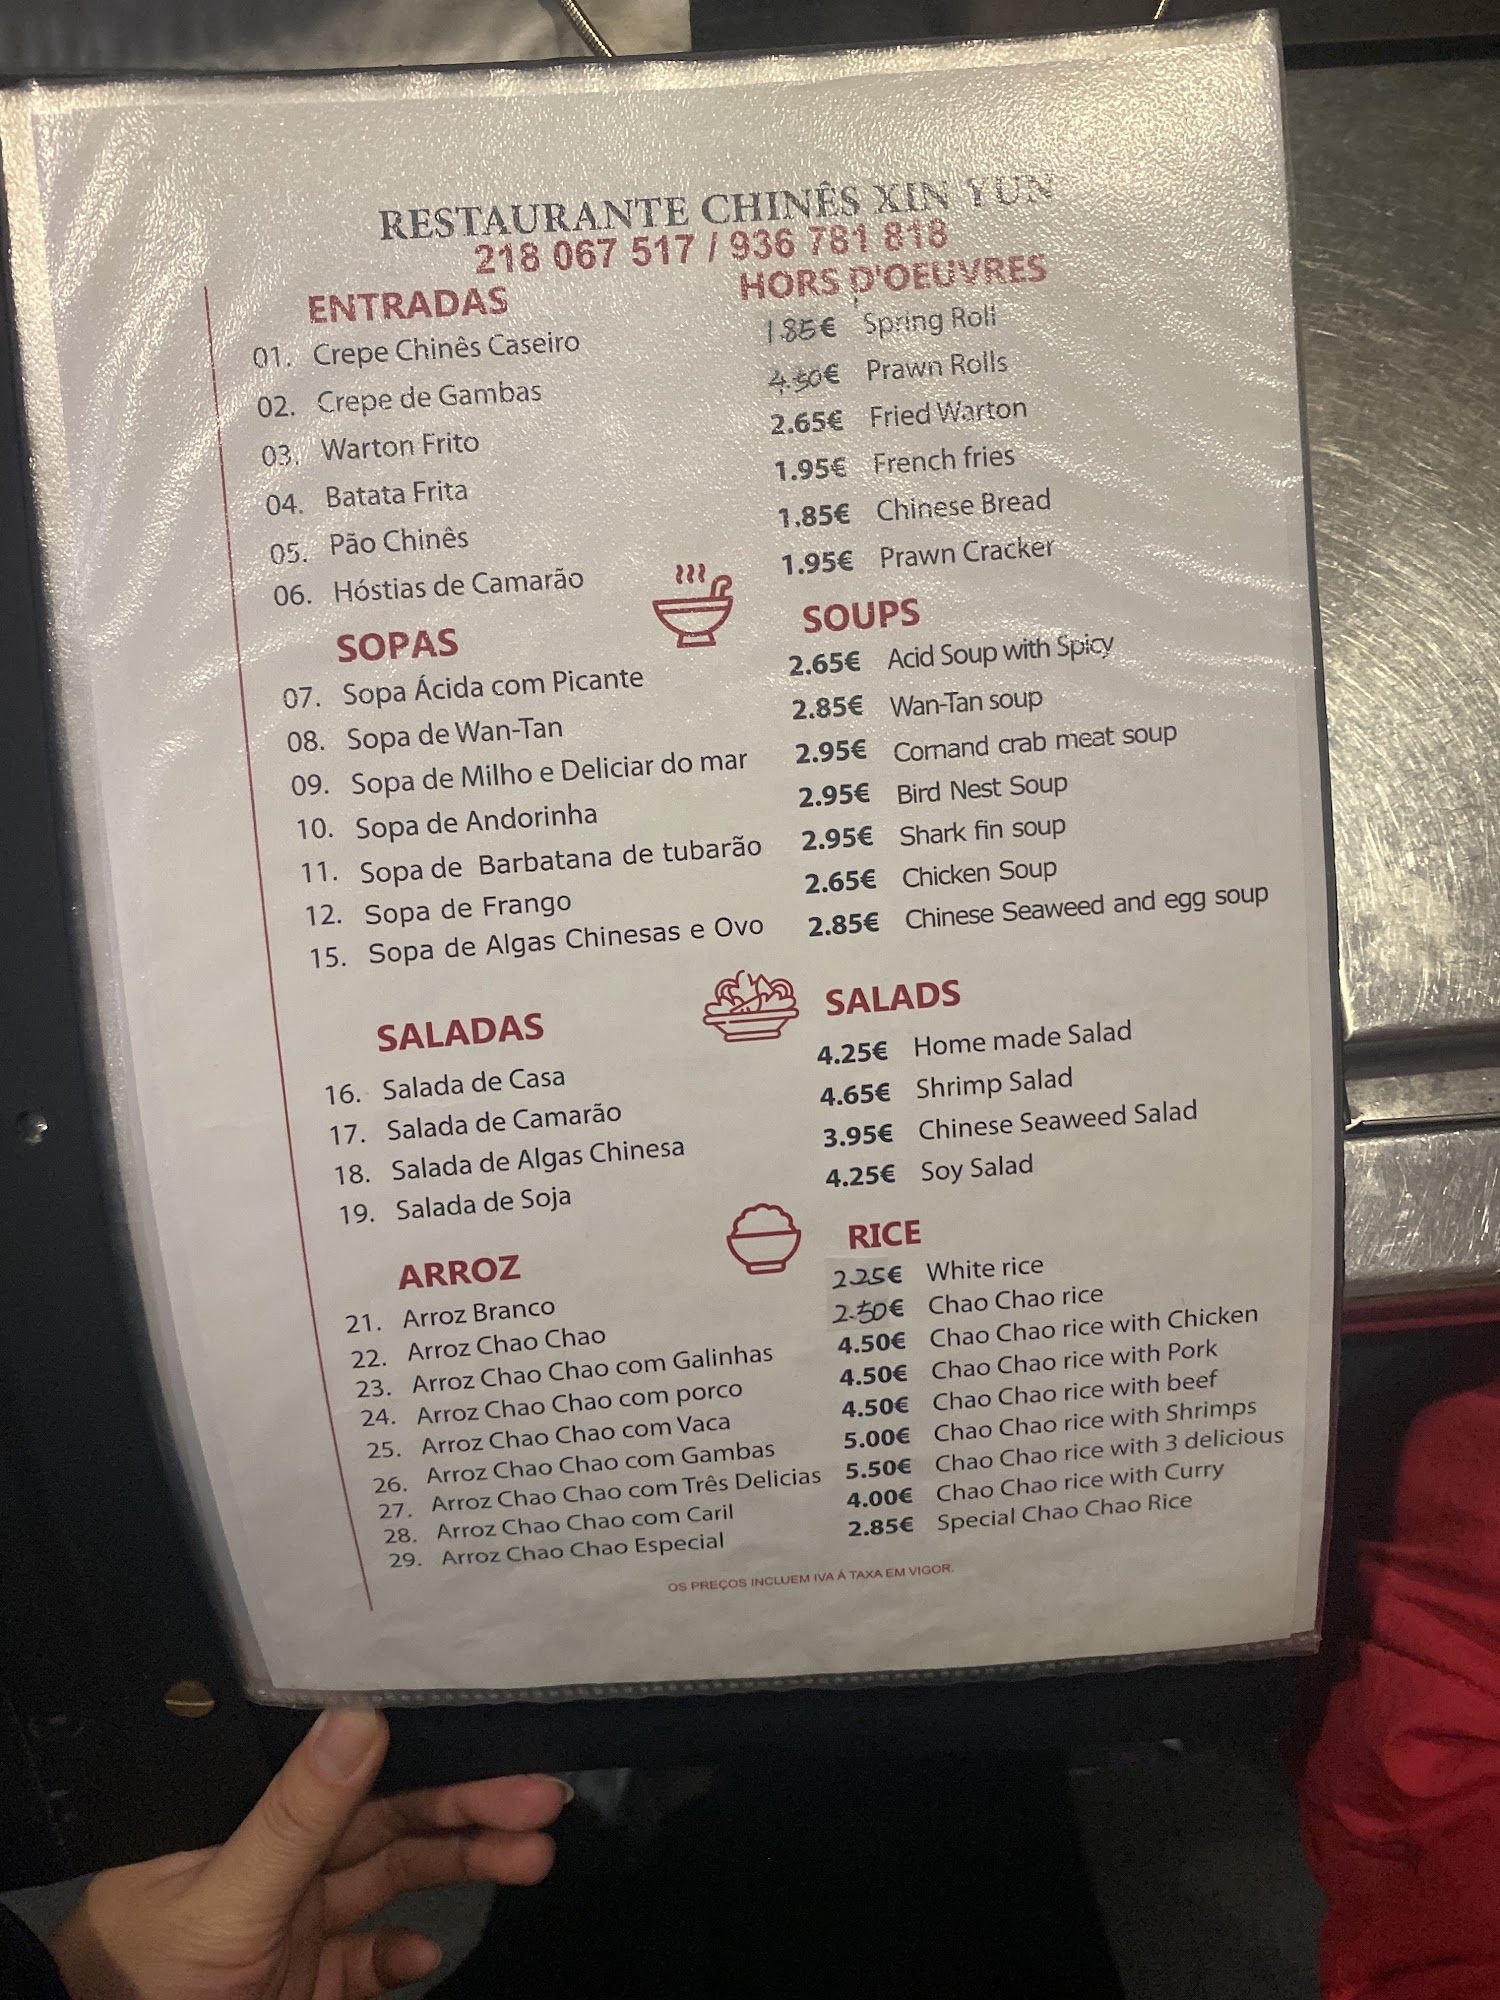 RESTAURANTE CHINÊS XIN YUN
218 067 517 / 936 781 818
ENTRADAS HORS D'OEUVRES
01. Crepe Chinês Caseiro 1.85€ Spring Roll
02. Crepe de Gambas 4.50€ Prawn Rolls
03. Warton Frito 2.65€ Fried Warton
04. Batata Frita 1.95€ French fries
05. Pão Chinês 1.85€ Chinese Bread
06. Hóstias de Camarão 1.95€ Prawn Cracker
SOPAS SOUPS
07. Sopa Ácida com Picante 2.65€ Acid Soup with Spicy
08. Sopa de Wan-Tan 2.85€ Wan-Tan soup
09. Sopa de Milho e Deliciar do mar 2.95€ Comand crab meat soup
10. Sopa de Andorinha 2.95€ Bird Nest Soup
11. Sopa de Barbatana de tubarão 2.95€ Shark fin soup
12. Sopa de Frango 2.65€ Chicken Soup
15. Sopa de Algas Chinesas e Ovo 2.85€ Chinese Seaweed and egg soup
SALADAS SALADS
16. Salada de Casa 4.25€ Home made Salad
17. Salada de Camarão 4.65€ Shrimp Salad
18. Salada de Algas Chinesa 3.95€ Chinese Seaweed Salad
19. Salada de Soja 4.25€ Soy Salad
ARROZ RICE
21. Arroz Branco 2.25€ White rice
22. Arroz Chao Chao 2.50€ Chao Chao rice
23. Arroz Chao Chao com Galinhas 4.50€ Chao Chao rice with Chicken
24. Arroz Chao Chao com porco 4.50€ Chao Chao rice with Pork
25. Arroz Chao Chao com Vaca 4.50€ Chao Chao rice with beef
26. Arroz Chao Chao com Gambas 5.00€ Chao Chao rice with Shrimps
27. Arroz Chao Chao com Três Delicias 5.50€ Chao Chao rice with 3 delicious
28. Arroz Chao Chao com Caril 4.00€ Chao Chao rice with Curry
29. Arroz Chao Chao Especial 2.85€ Special Chao Chao Rice
OS PREÇOS INCLUEM IVA Á TAXA EM VIGOR.